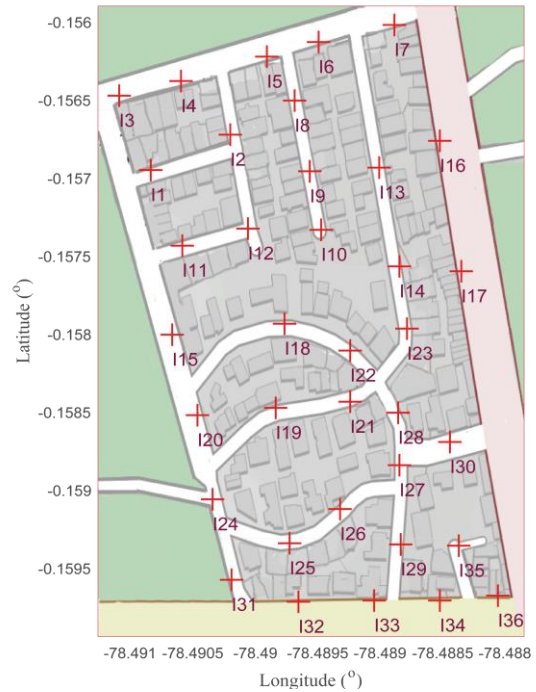 -0.156
I7
I6
I5
I4
I3
-0.1565
I8
I2
I16
-0.157
I1
I9
I13
I12
I10
I11
-0.1575
I14
I17
Latitude (°)
-0.158
I15
I18
I23
I22
-0.1585
I20
I19
I21
I28
I30
-0.159
I27
I24
I26
I25
I29
I35
-0.1595
I31
I32
I33
I34
I36
-78.491 -78.4905 -78.49 -78.4895 -78.489 -78.4885 -78.488
Longitude (°)